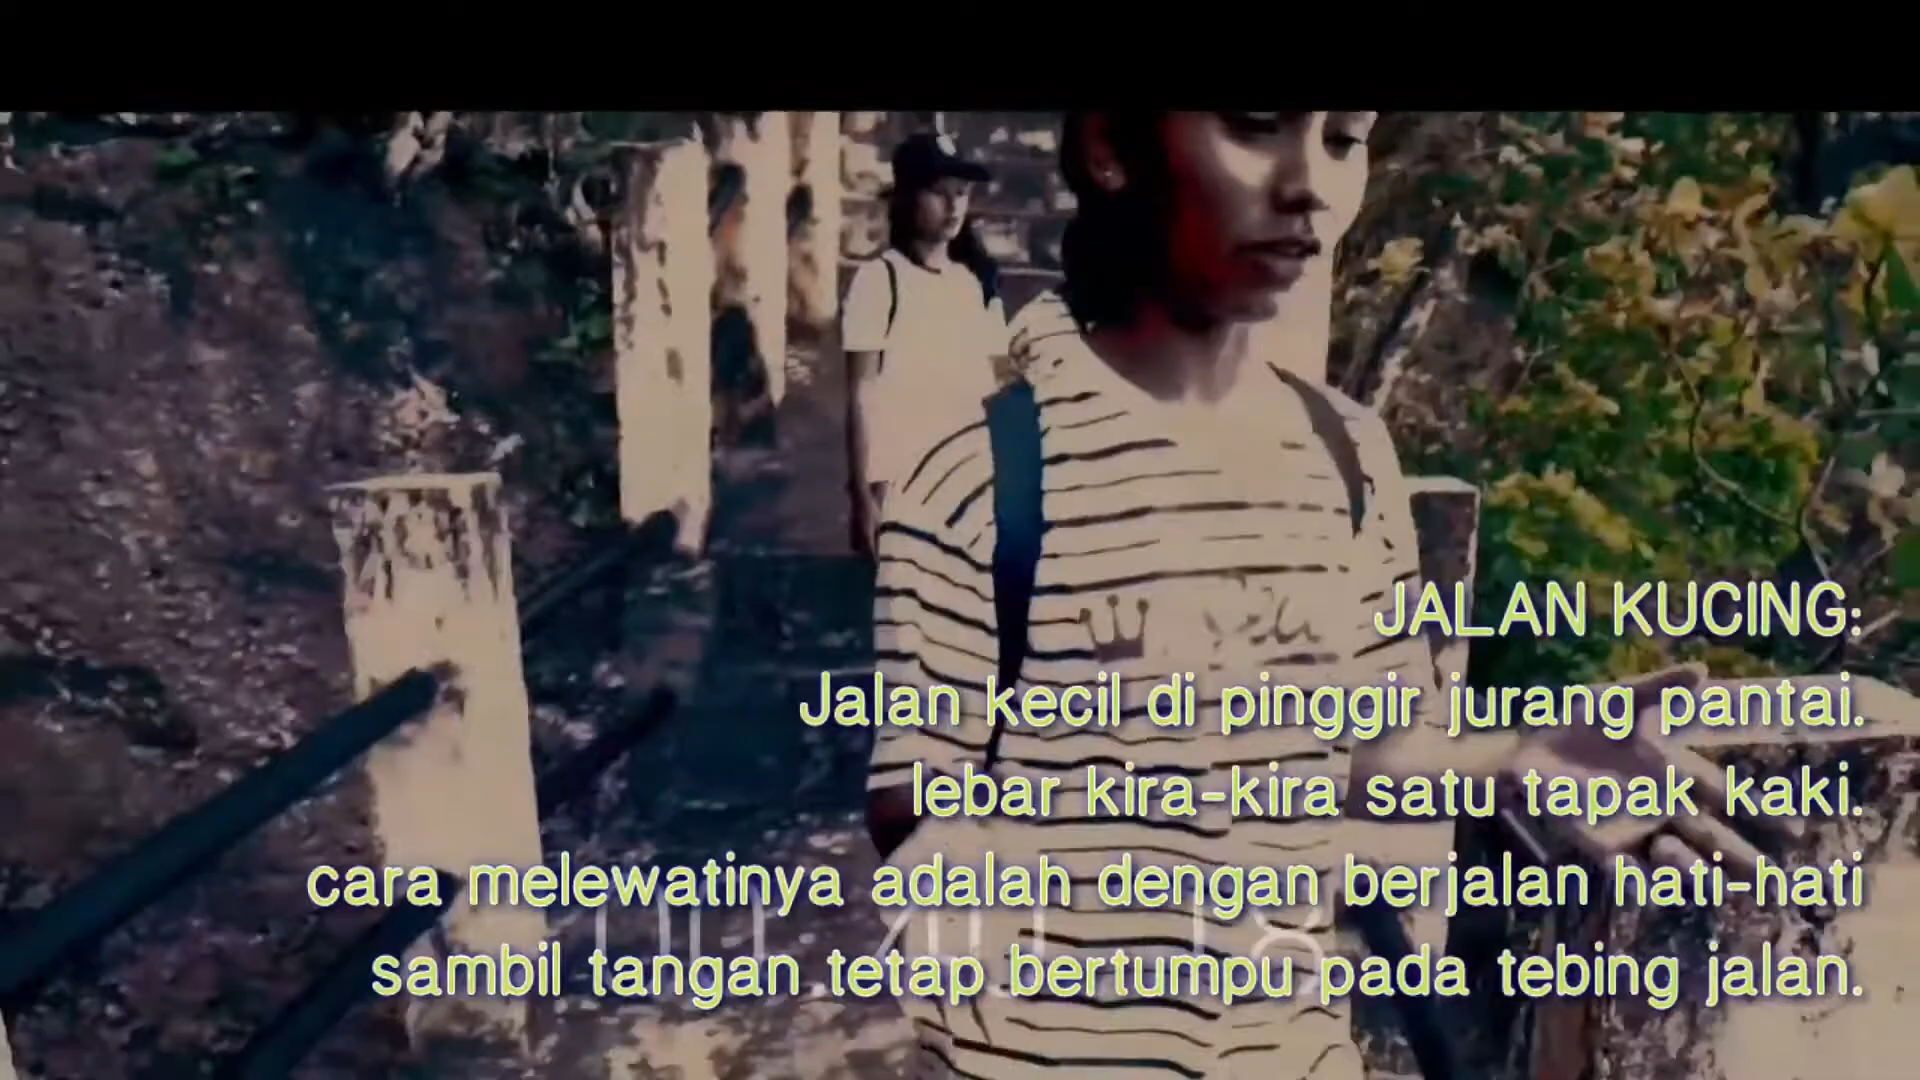 JALAN KUCING:
Jalan kecil di pinggir jurang pantai.
lebar kira-kira satu tapak kaki.
cara melewatinya adalah dengan berjalan hati-hati
sambil tangan tetap bertumpu pada tebing jalan.